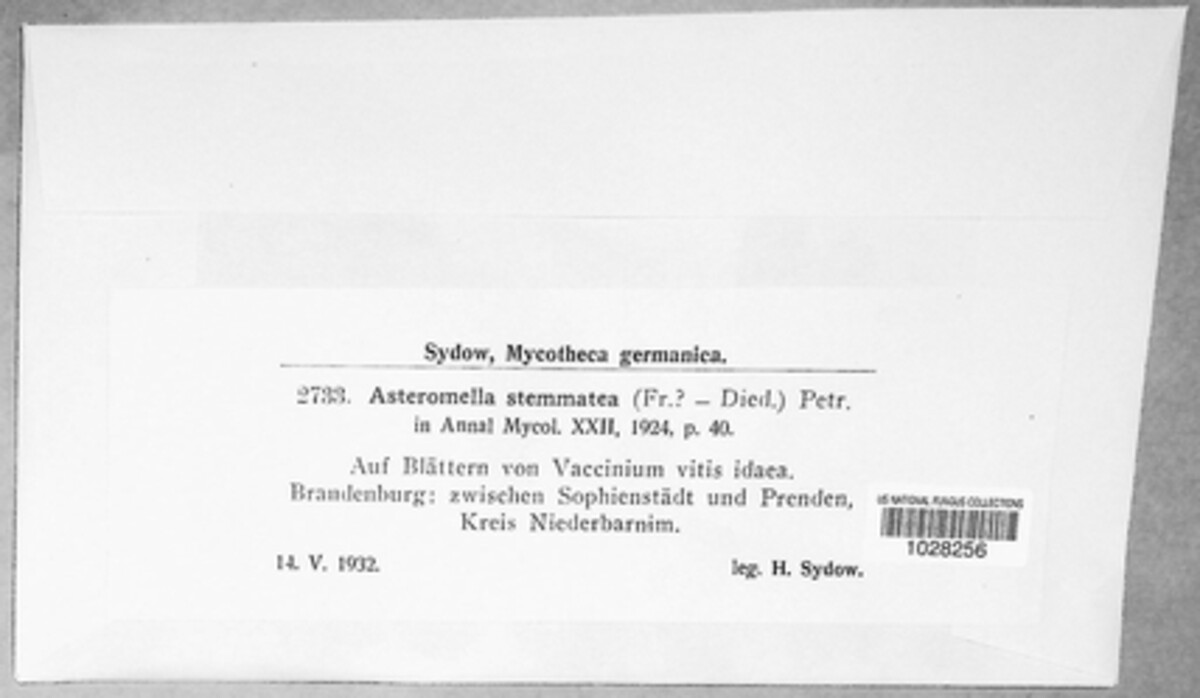 Sydow, Mycotheca germanica.
2733. Asteromella stemmatea (Fr.? – Died.) Petr.
in Annal Mycol. XXII, 1924, p. 40.
Auf Blättern von Vaccinium vitis idaea.
Brandenburg: zwischen Sophienstädt und Prenden,
Kreis Niederbarnim.
14. V. 1932. leg. H. Sydow.
US NATIONAL FUNGUS COLLECTIONS
1028256